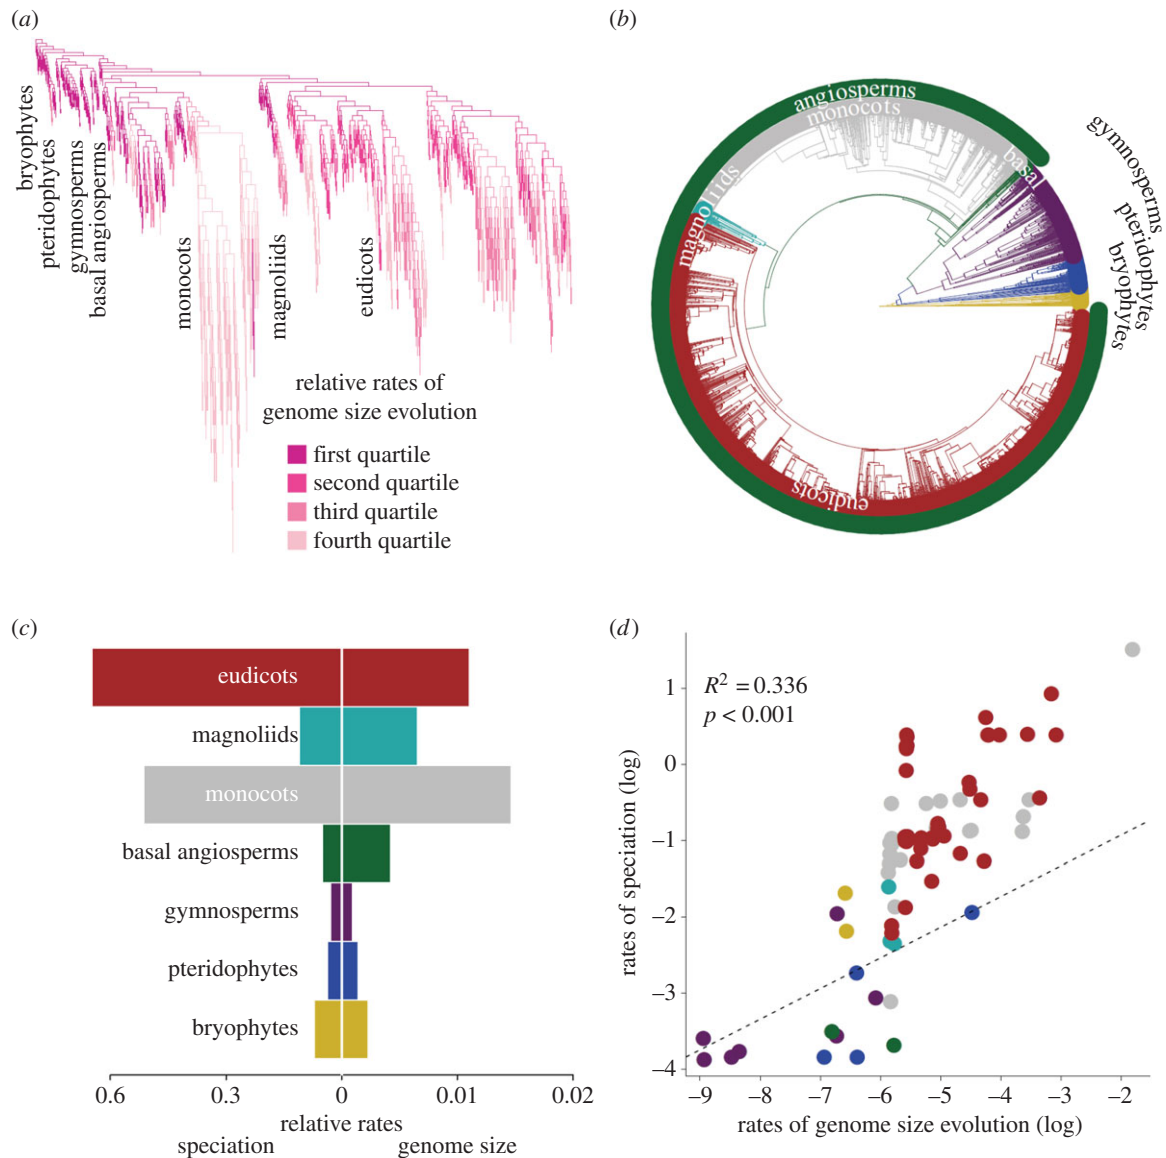 (a)
bryophytes
pteridophytes
gymnosperms
basal angiosperms
monocots
magnoliids
eudicots
relative rates of
genome size evolution
first quartile
second quartile
third quartile
fourth quartile
(b)
angiosperms
monocots
basal
magnoliids
eudicots
gymnosperms
pteridophytes
bryophytes
(c)
eudicots
magnoliids
monocots
basal angiosperms
gymnosperms
pteridophytes
bryophytes
0.6 0.3 0 0.01 0.02
relative rates
speciation genome size
(d)
R² = 0.336
p < 0.001
1
0
–1
–2
–3
–4
rates of speciation (log)
–9 –8 –7 –6 –5 –4 –3 –2
rates of genome size evolution (log)